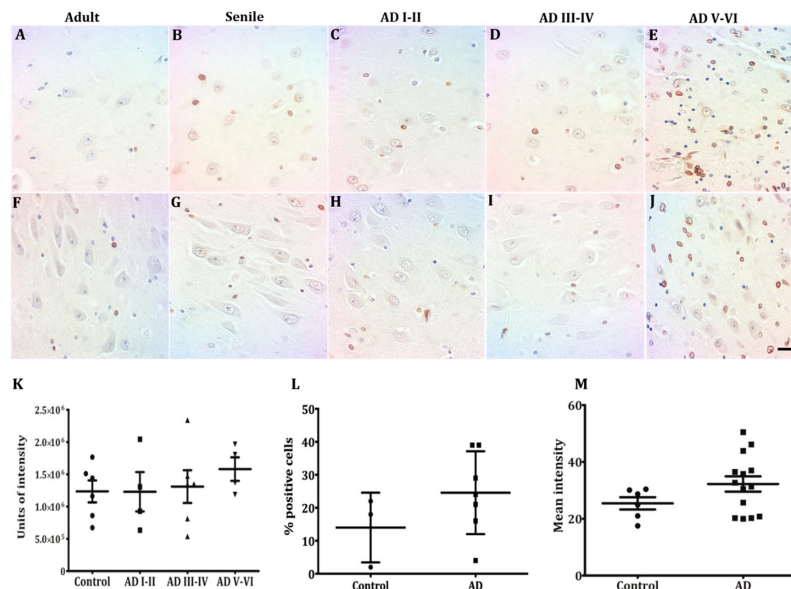 Adult Senile AD I-II AD III-IV AD V-VI
A B C D E
F G H I J
K L M
Units of intensity
2.5×10⁶
2.0×10⁶
1.5×10⁶
1.0×10⁶
5.0×10⁵
0
Control AD I-II AD III-IV AD V-VI
% positive cells
50
40
30
20
10
0
Control AD
Mean intensity
60
40
20
0
Control AD